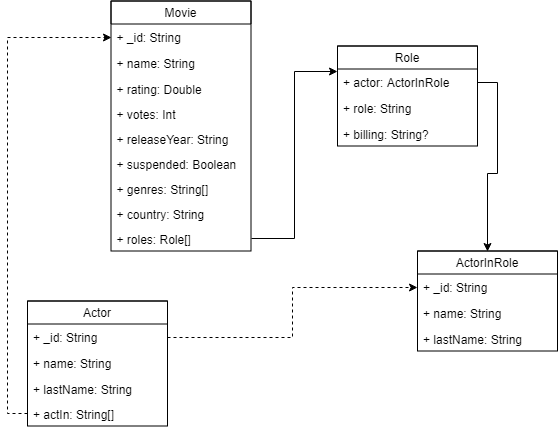 Movie
+ _id: String
+ name: String
+ rating: Double
+ votes: Int
+ releaseYear: String
+ suspended: Boolean
+ genres: String[]
+ country: String
+ roles: Role[]
Role
+ actor: ActorInRole
+ role: String
+ billing: String?
ActorInRole
+ _id: String
+ name: String
+ lastName: String
Actor
+ _id: String
+ name: String
+ lastName: String
+ actIn: String[]